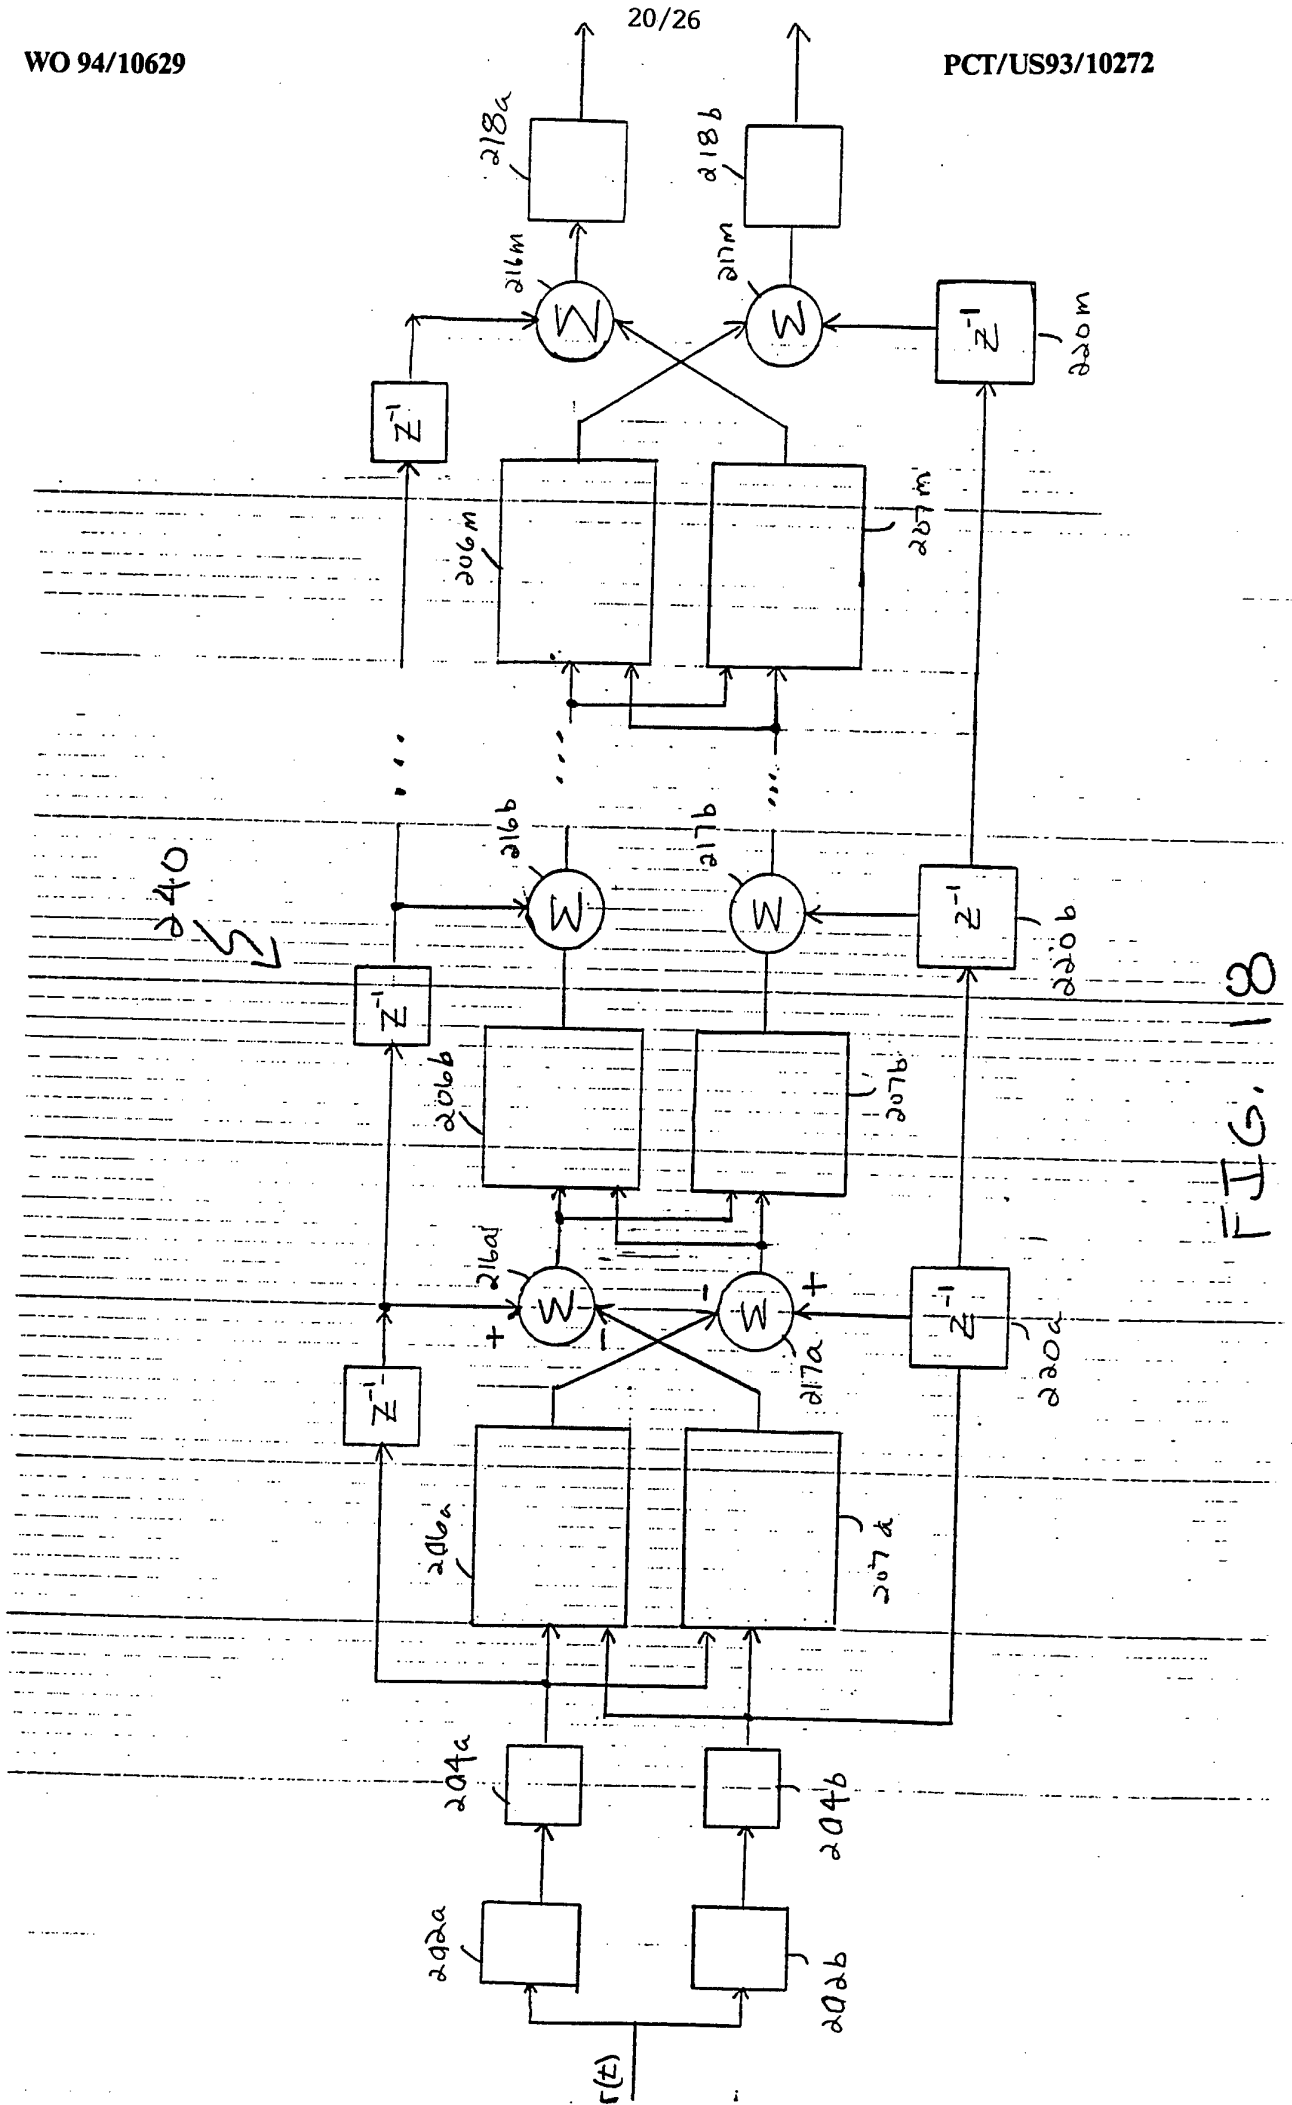 20/26
WO 94/10629
PCT/US93/10272
218a
218b
216m
217m
Z⁻¹
Σ
Σ
Z⁻¹
220m
206m
207m
...
...
...
240
216b
217b
Σ
Σ
Z⁻¹
Z⁻¹
220b
206b
207b
216a
+
-
Σ
-
+
Σ
217a
Z⁻¹
Z⁻¹
220a
206a
207a
204a
204b
202a
202b
r(t)
FIG. 18